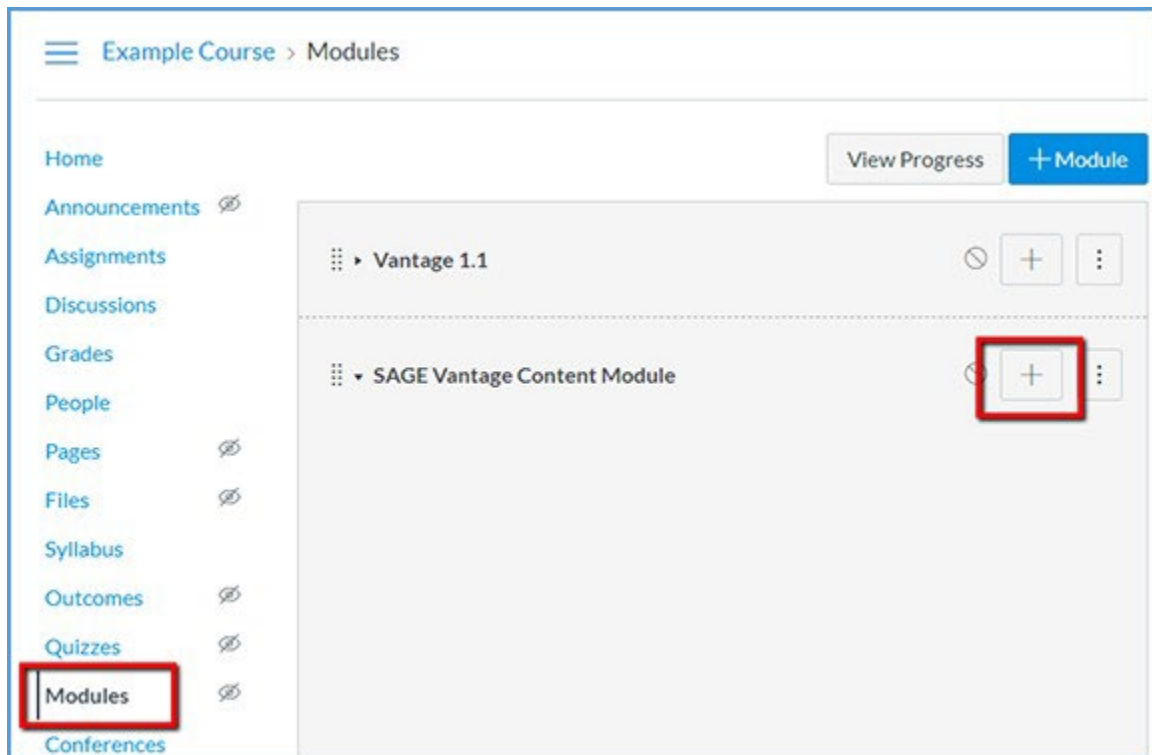 Example Course > Modules
View Progress
+ Module
Home
Announcements
Assignments
Discussions
Grades
People
Pages
Files
Syllabus
Outcomes
Quizzes
Modules
Conferences
Vantage 1.1
SAGE Vantage Content Module